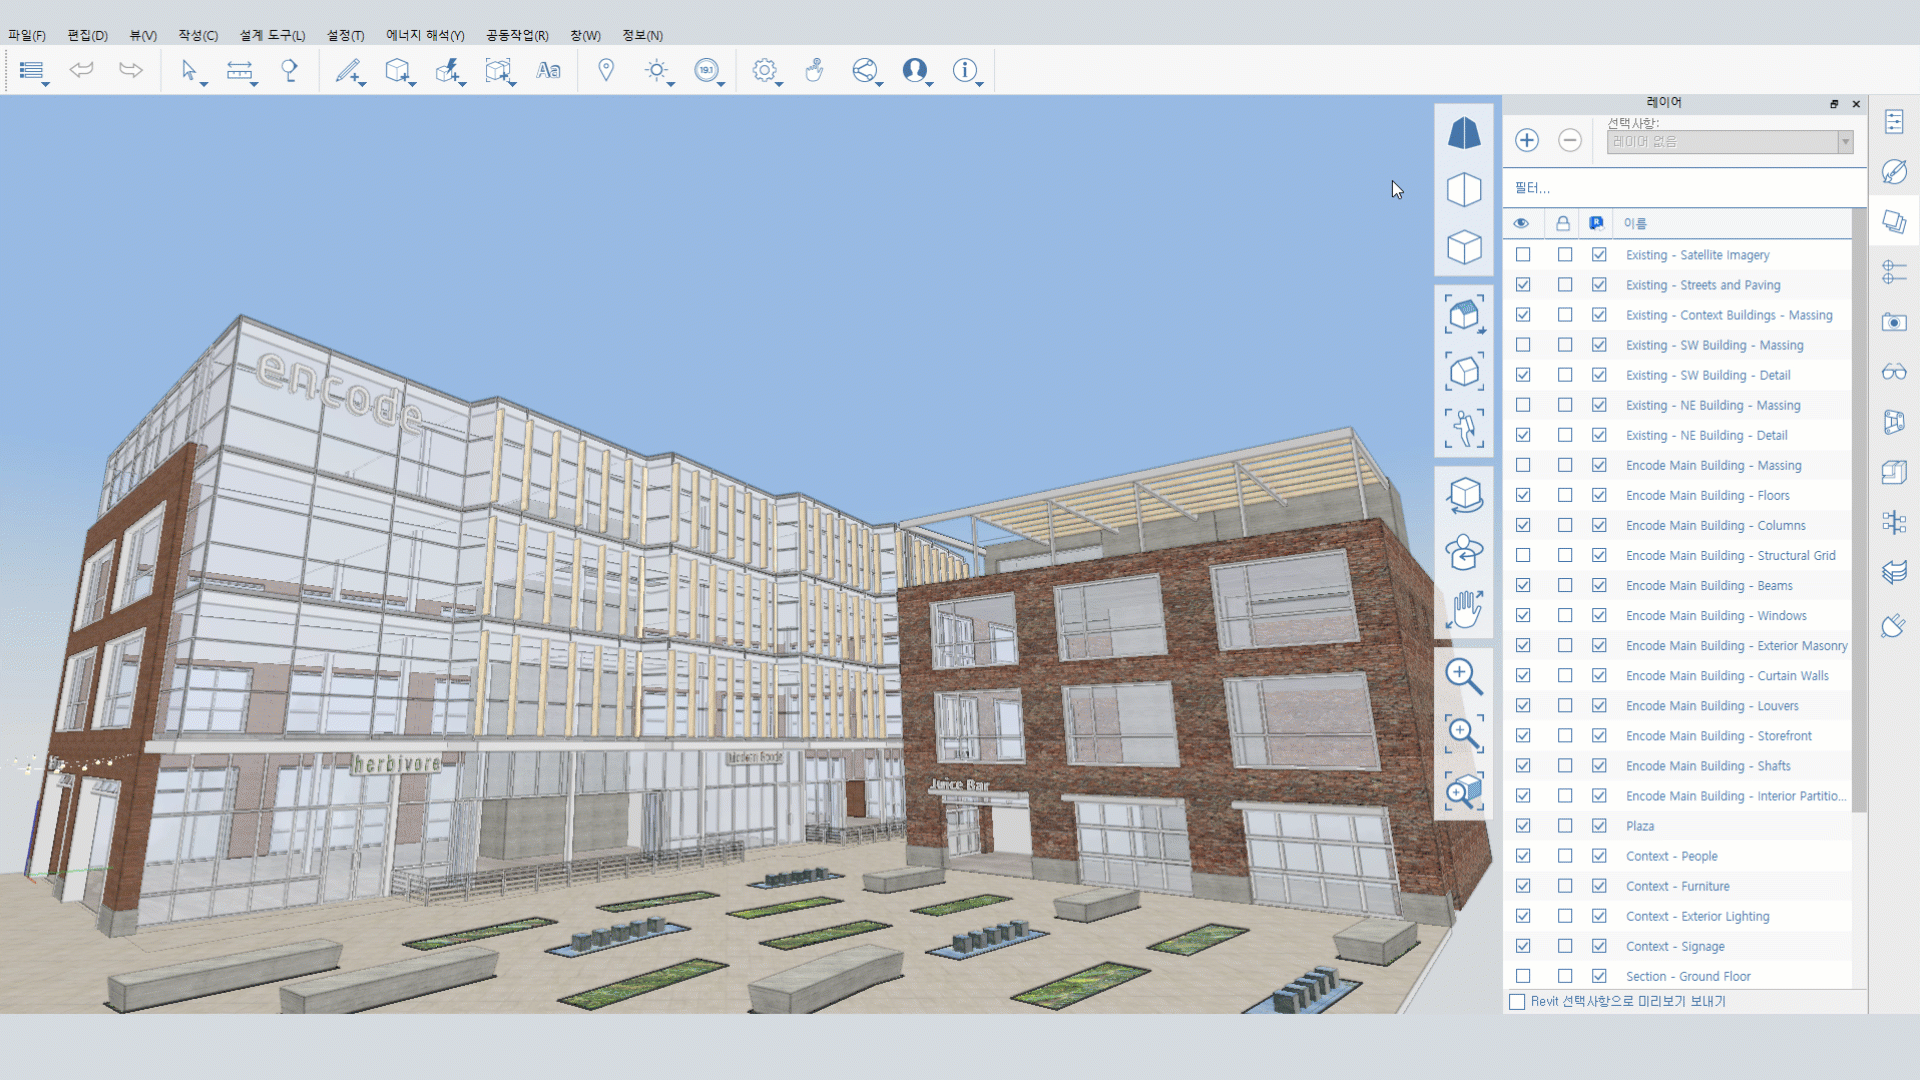 파일(F) 편집(D) 뷰(V) 작성(C) 설계 도구(L) 설정(T) 에너지 해석(Y) 공동작업(R) 창(W) 정보(N)
Aa 19.1
레이어
선택사항:
레이어 없음
필터...
R 이름
Existing - Satellite Imagery
Existing - Streets and Paving
Existing - Context Buildings - Massing
Existing - SW Building - Massing
Existing - SW Building - Detail
Existing - NE Building - Massing
Existing - NE Building - Detail
Encode Main Building - Massing
Encode Main Building - Floors
Encode Main Building - Columns
Encode Main Building - Structural Grid
Encode Main Building - Beams
Encode Main Building - Windows
Encode Main Building - Exterior Masonry
Encode Main Building - Curtain Walls
Encode Main Building - Louvers
Encode Main Building - Storefront
Encode Main Building - Shafts
Encode Main Building - Interior Partitio...
Plaza
Context - People
Context - Furniture
Context - Exterior Lighting
Context - Signage
Section - Ground Floor
Revit 선택사항으로 미리보기 보내기
encode
herbivore
Juice Bar